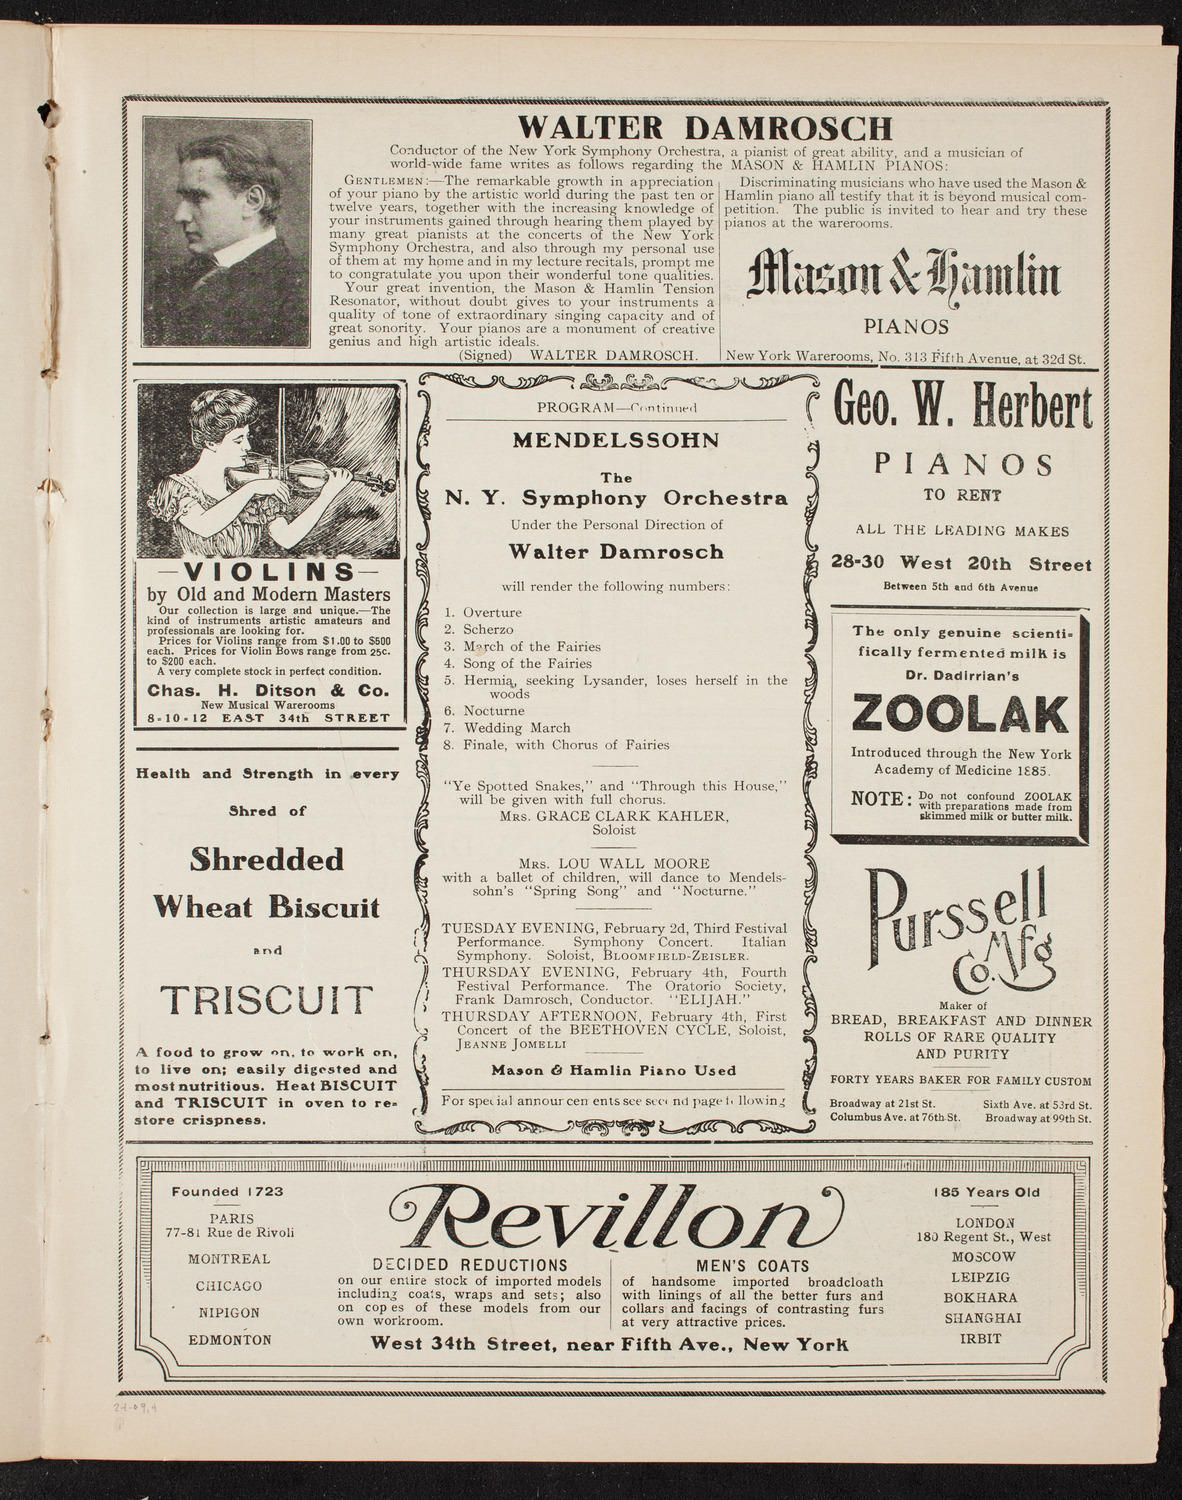 WALTER DAMROSCH
Conductor of the New York Symphony Orchestra, a pianist of great ability, and a musician of
world-wide fame writes as follows regarding the MASON & HAMLIN PIANOS:
GENTLEMEN:—The remarkable growth in appreciation
of your piano by the artistic world during the past ten or
twelve years, together with the increasing knowledge of
your instruments gained through hearing them played by
many great pianists at the concerts of the New York
Symphony Orchestra, and also through my personal use
of them at my home and in my lecture recitals, prompt me
to congratulate you upon their wonderful tone qualities.
Your great invention, the Mason & Hamlin Tension
Resonator, without doubt gives to your instruments a
quality of tone of extraordinary singing capacity and of
great sonority. Your pianos are a monument of creative
genius and high artistic ideals.
(Signed) WALTER DAMROSCH.
Discriminating musicians who have used the Mason &
Hamlin piano all testify that it is beyond musical com-
petition. The public is invited to hear and try these
pianos at the warerooms.
Mason & Hamlin
PIANOS
New York Warerooms, No. 313 Fifth Avenue, at 32d St.
—VIOLINS—
by Old and Modern Masters
Our collection is large and unique.—The
kind of instruments artistic amateurs and
professionals are looking for.
Prices for Violins range from $1.00 to $500
each. Prices for Violin Bows range from 25c.
to $200 each.
A very complete stock in perfect condition.
Chas. H. Ditson & Co.
New Musical Warerooms
8-10-12 EAST 34th STREET
Health and Strength in every
Shred of
Shredded
Wheat Biscuit
and
TRISCUIT
A food to grow on, to work on,
to live on; easily digested and
most nutritious. Heat BISCUIT
and TRISCUIT in oven to re-
store crispness.
PROGRAM—Continued
MENDELSSOHN
The
N. Y. Symphony Orchestra
Under the Personal Direction of
Walter Damrosch
will render the following numbers:
1. Overture
2. Scherzo
3. March of the Fairies
4. Song of the Fairies
5. Hermia, seeking Lysander, loses herself in the
woods
6. Nocturne
7. Wedding March
8. Finale, with Chorus of Fairies
"Ye Spotted Snakes," and "Through this House,"
will be given with full chorus.
MRS. GRACE CLARK KAHLER,
Soloist
MRS. LOU WALL MOORE
with a ballet of children, will dance to Mendels-
sohn's "Spring Song" and "Nocturne."
TUESDAY EVENING, February 2d, Third Festival
Performance. Symphony Concert. Italian
Symphony. Soloist, BLOOMFIELD-ZEISLER.
THURSDAY EVENING, February 4th, Fourth
Festival Performance. The Oratorio Society,
Frank Damrosch, Conductor. "ELIJAH."
THURSDAY AFTERNOON, February 4th, First
Concert of the BEETHOVEN CYCLE, Soloist,
JEANNE JOMELLI
Mason & Hamlin Piano Used
For special announcements see second page following
Geo. W. Herbert
PIANOS
TO RENT
ALL THE LEADING MAKES
28-30 West 20th Street
Between 5th and 6th Avenue
The only genuine scienti-
fically fermented milk is
Dr. Dadirrian's
ZOOLAK
Introduced through the New York
Academy of Medicine 1885.
NOTE: Do not confound ZOOLAK
with preparations made from
skimmed milk or butter milk.
Purssell
Mfg
Co.
Maker of
BREAD, BREAKFAST AND DINNER
ROLLS OF RARE QUALITY
AND PURITY
FORTY YEARS BAKER FOR FAMILY CUSTOM
Broadway at 21st St. Sixth Ave. at 53rd St.
Columbus Ave. at 76th St. Broadway at 99th St.
Founded 1723
PARIS
77-81 Rue de Rivoli
MONTREAL
CHICAGO
NIPIGON
EDMONTON
Revillon
DECIDED REDUCTIONS
on our entire stock of imported models
including coats, wraps and sets; also
on copies of these models from our
own workroom.
MEN'S COATS
of handsome imported broadcloath
with linings of all the better furs and
collars and facings of contrasting furs
at very attractive prices.
West 34th Street, near Fifth Ave., New York
185 Years Old
LONDON
180 Regent St., West
MOSCOW
LEIPZIG
BOKHARA
SHANGHAI
IRBIT